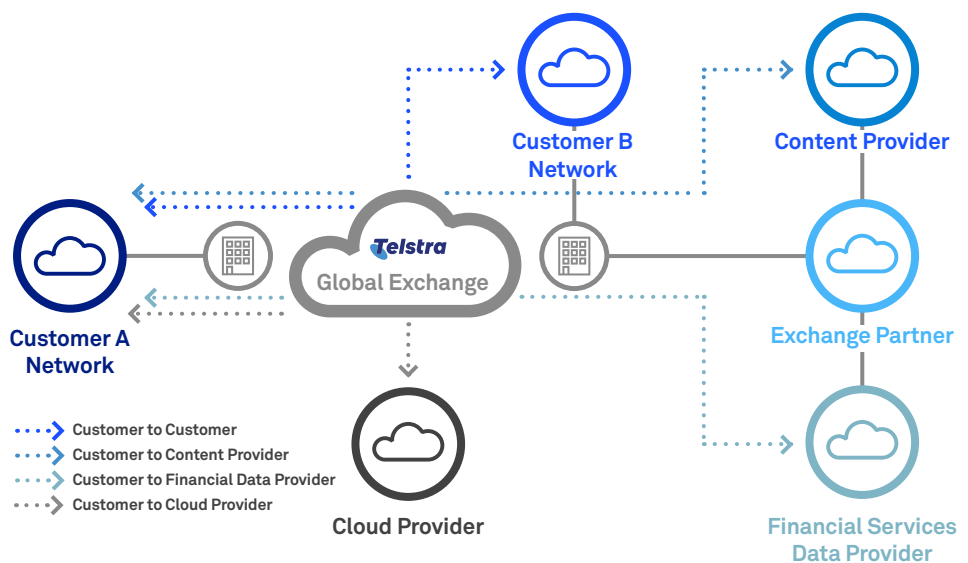 Customer B
Network
Content Provider
Telstra
Global Exchange
Customer A
Network
Exchange Partner
Customer to Customer
Customer to Content Provider
Customer to Financial Data Provider
Customer to Cloud Provider
Cloud Provider
Financial Services
Data Provider